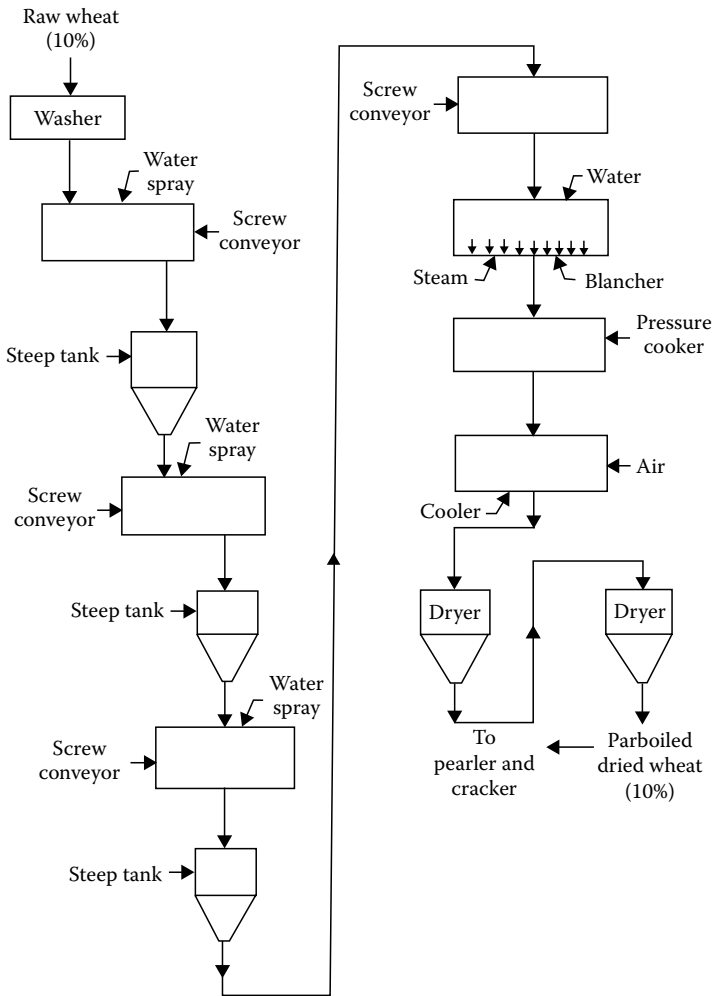 Raw wheat
(10%)
Washer
Water
spray
Screw
conveyor
Steep tank
Water
spray
Screw
conveyor
Steep tank
Water
spray
Screw
conveyor
Steep tank
Screw
conveyor
Water
Steam
Blancher
Pressure
cooker
Air
Cooler
Dryer
Dryer
To
pearler and
cracker
Parboiled
dried wheat
(10%)